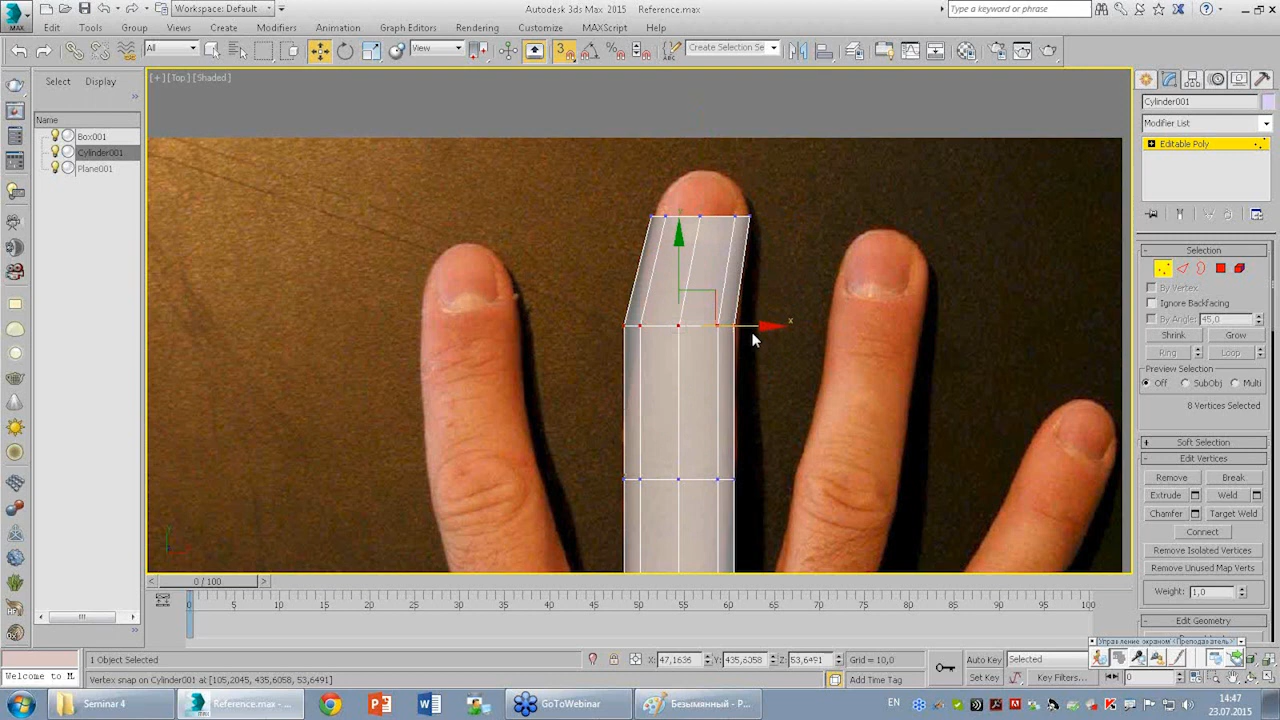 MAX
Workspace: Default
Autodesk 3ds Max 2015 Reference.max
Type a keyword or phrase
Edit Tools Group Views Create Modifiers Animation Graph Editors Rendering Customize MAXScript Help
All
View
3
Create Selection Se
Select Display
Name
Box001
Cylinder001
Plane001
[+] [Top] [Shaded]
x
Cylinder001
Modifier List
Editable Poly
Selection
By Vertex
Ignore Backfacing
By Angle: 45,0
Shrink Grow
Ring Loop
Preview Selection
Off SubObj Multi
8 Vertices Selected
Soft Selection
Edit Vertices
Remove Break
Extrude Weld
Chamfer Target Weld
Connect
Remove Isolated Vertices
Remove Unused Map Verts
Weight: 1,0
Edit Geometry
0 / 100
0 5 10 15 20 25 30 35 40 45 50 55 60 65 70 75 80 85 90 95 100
Управление экраном: Преподаватель
1 Object Selected
X: 47,1636 Y: 435,6058 Z: 53,6491
Grid = 10,0
Auto Key Selected
Welcome to M
Vertex snap on Cylinder001 at [105,2045, 435,6058, 53,6491]
Add Time Tag
Set Key Key Filters...
0
Seminar 4
Reference.max - ...
GoToWebinar
Безымянный - P...
EN
14:47
23.07.2015